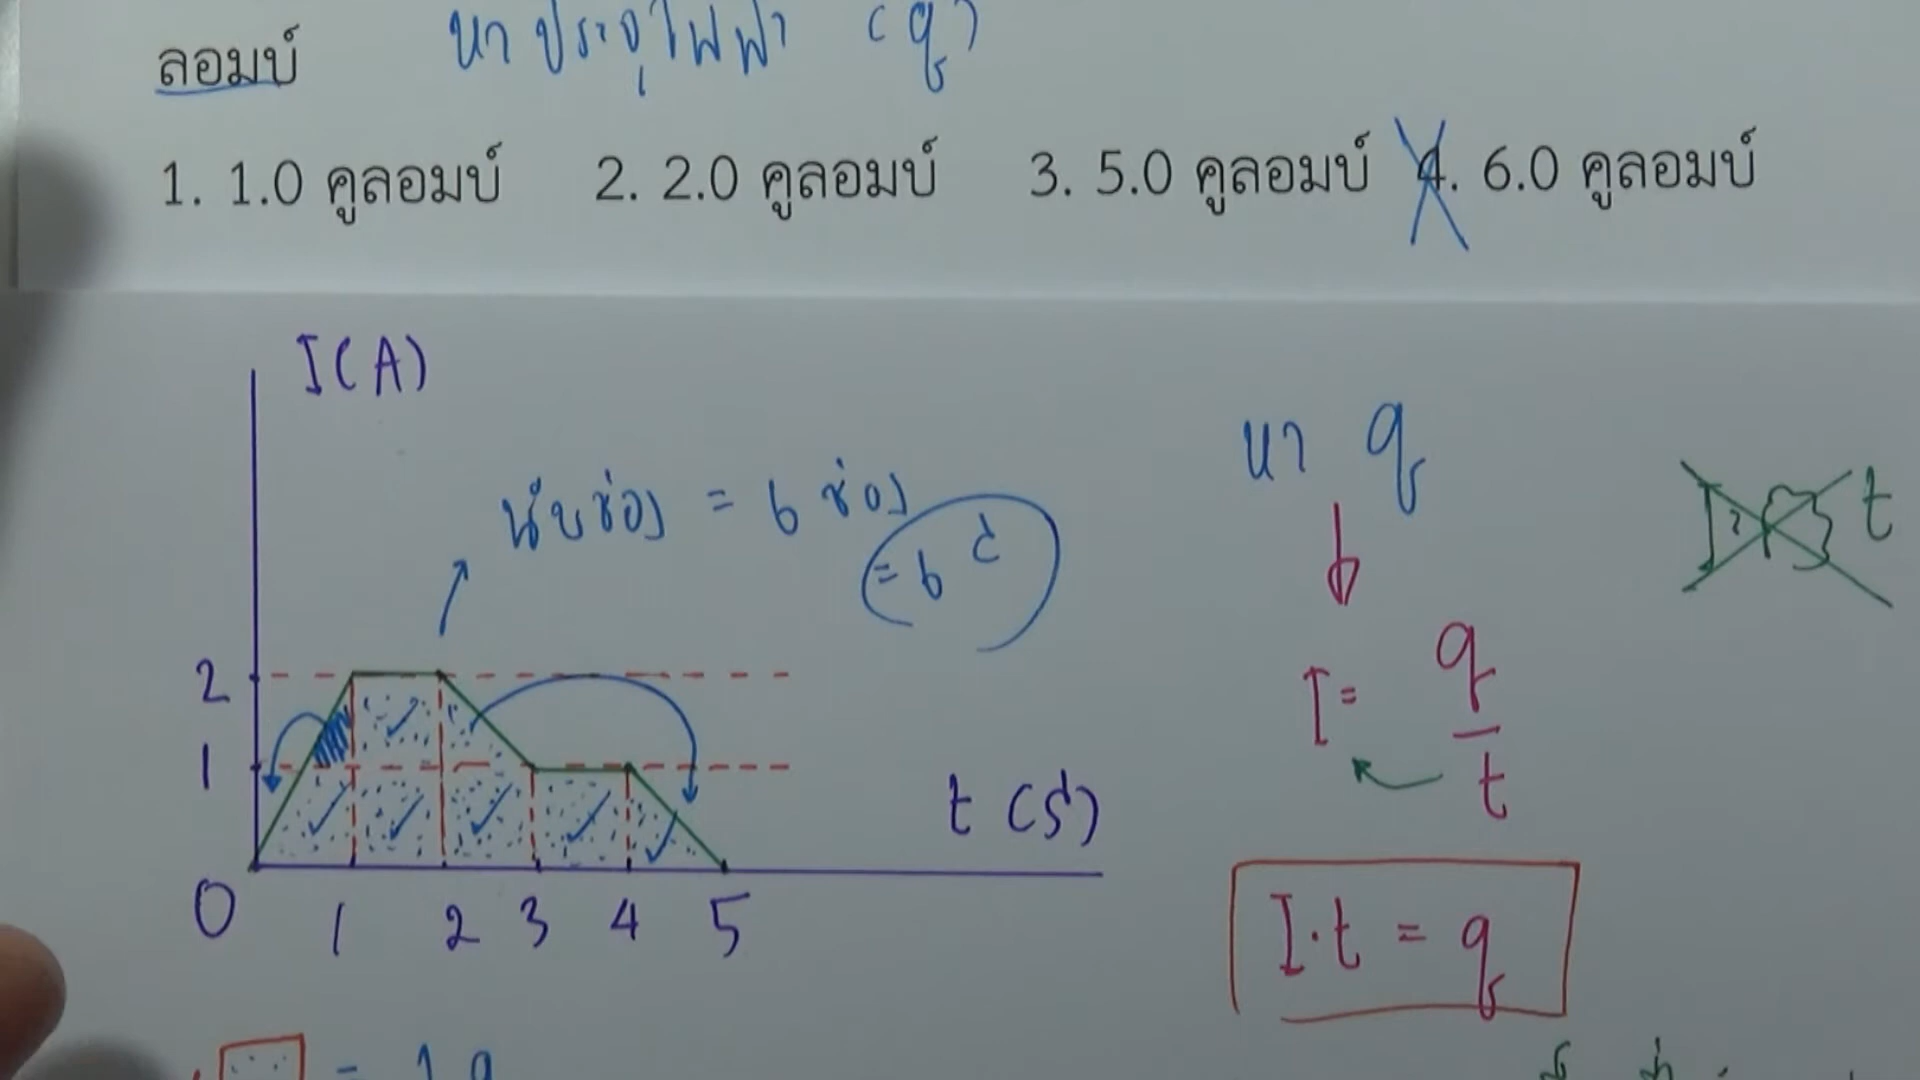 ลอมบ์ หาประจุไฟฟ้า (q)
1. 1.0 คูลอมบ์ 2. 2.0 คูลอมบ์ 3. 5.0 คูลอมบ์ 4. 6.0 คูลอมบ์
I(A)
นับช่อง = 6 ช่อง
= 6 C
หา q
I = q/t
I·t = q
t
2
1
t (s)
0 1 2 3 4 5
= 1